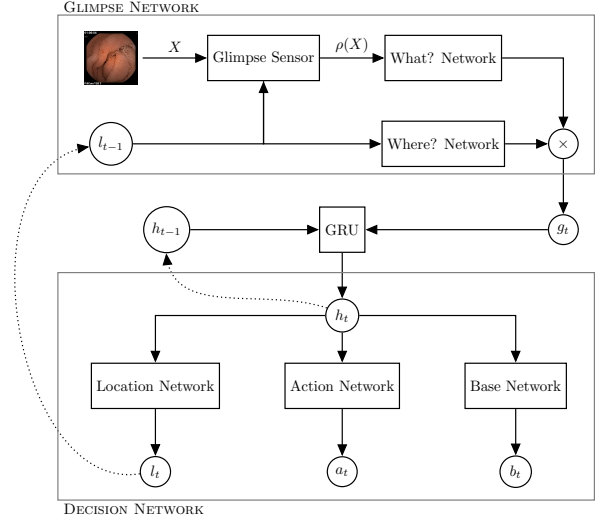 GLIMPSE NETWORK
X
Glimpse Sensor
ρ(X)
What? Network
l_{t−1}
Where? Network
×
h_{t−1}
GRU
g_t
h_t
Location Network
Action Network
Base Network
l_t
a_t
b_t
DECISION NETWORK